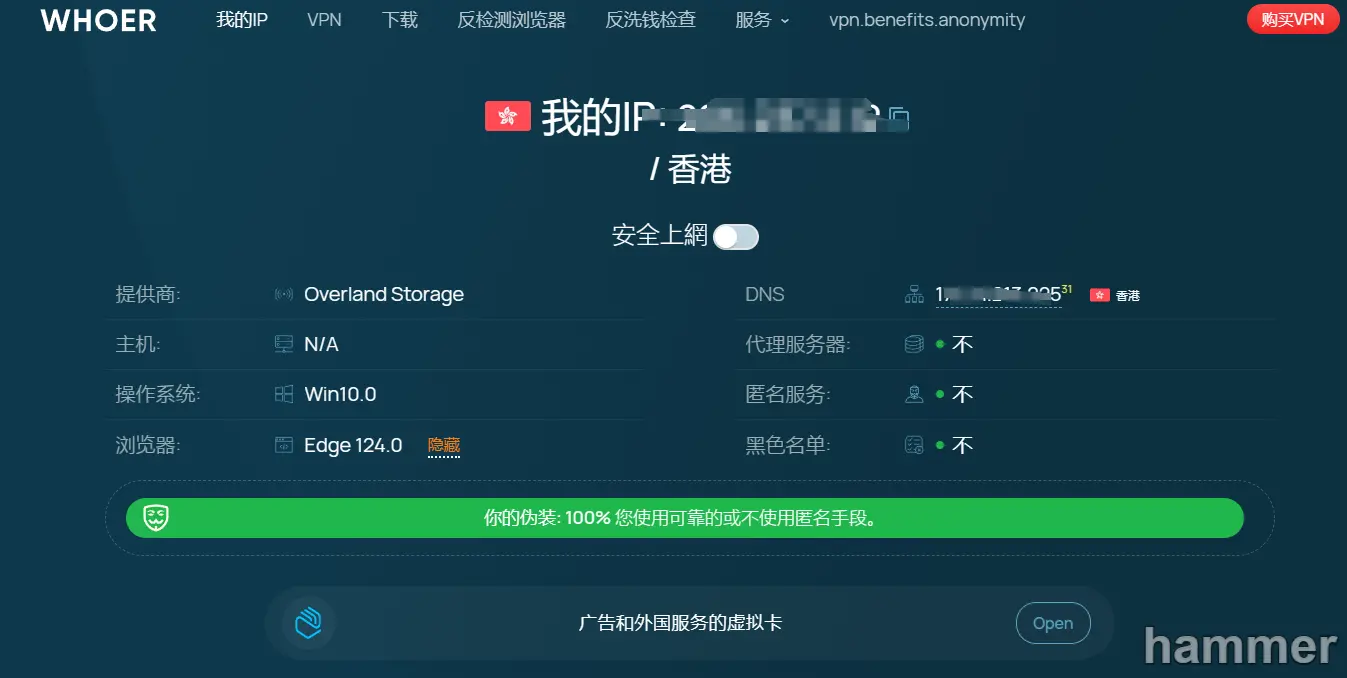 WHOER 我的IP VPN 下载 反检测浏览器 反洗钱检查 服务 vpn.benefits.anonymity 购买VPN
我的IP:
/ 香港
安全上網
提供商: Overland Storage DNS 31 香港
主机: N/A 代理服务器: 不
操作系统: Win10.0 匿名服务: 不
浏览器: Edge 124.0 隐藏 黑色名单: 不
你的伪装: 100% 您使用可靠的或不使用匿名手段。
广告和外国服务的虚拟卡 Open
hammer